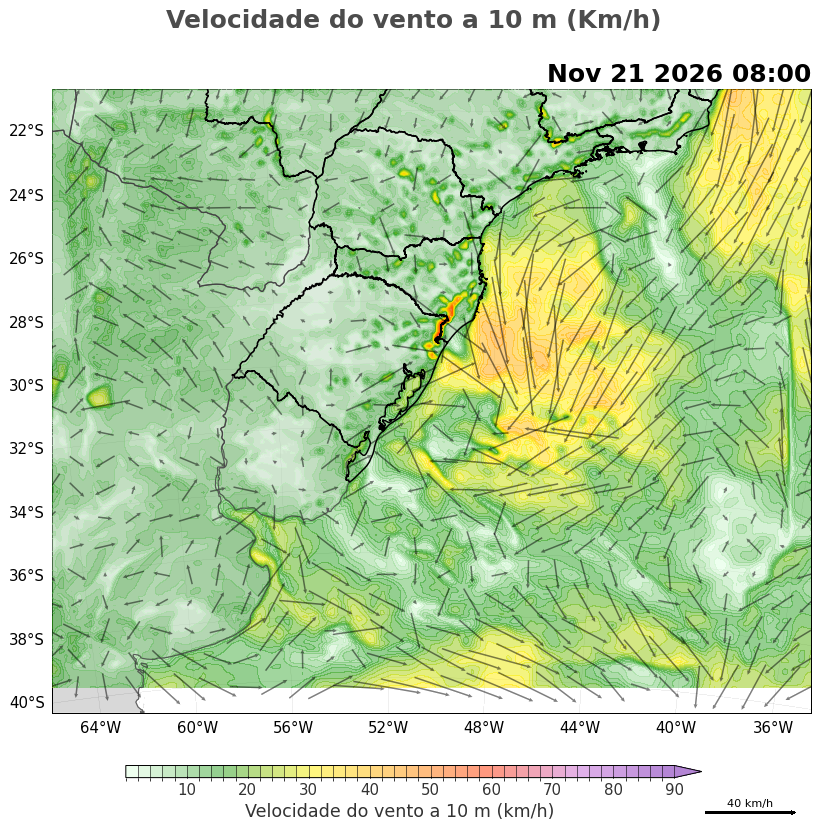 Velocidade do vento a 10 m (Km/h)
Nov 21 2026 08:00
22°S
24°S
26°S
28°S
30°S
32°S
34°S
36°S
38°S
40°S
64°W 60°W 56°W 52°W 48°W 44°W 40°W 36°W
10 20 30 40 50 60 70 80 90
Velocidade do vento a 10 m (km/h)
40 km/h